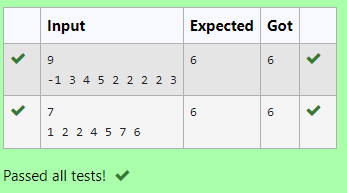 Input Expected Got
9 6 6
-1 3 4 5 2 2 2 2 3
7 6 6
1 2 2 4 5 7 6
Passed all tests!